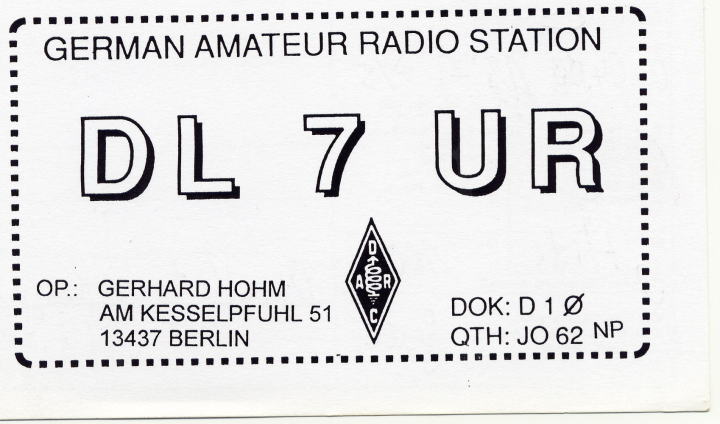 GERMAN AMATEUR RADIO STATION
DL 7 UR
D
A R
C
OP.: GERHARD HOHM
AM KESSELPFUHL 51
13437 BERLIN
DOK: D 1 Ø
QTH: JO 62 NP